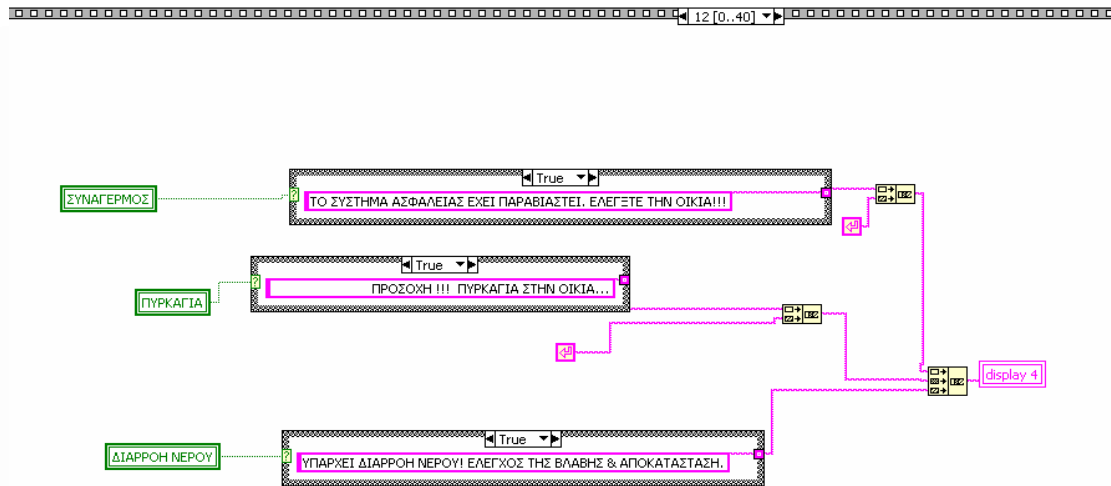 12 [0..40]
True
ΣΥΝΑΓΕΡΜΟΣ
ΤΟ ΣΥΣΤΗΜΑ ΑΣΦΑΛΕΙΑΣ ΕΧΕΙ ΠΑΡΑΒΙΑΣΤΕΙ. ΕΛΕΓΞΤΕ ΤΗΝ ΟΙΚΙΑ!!!
True
ΠΥΡΚΑΓΙΑ
ΠΡΟΣΟΧΗ !!! ΠΥΡΚΑΓΙΑ ΣΤΗΝ ΟΙΚΙΑ...
display 4
True
ΔΙΑΡΡΟΗ ΝΕΡΟΥ
ΥΠΑΡΧΕΙ ΔΙΑΡΡΟΗ ΝΕΡΟΥ! ΕΛΕΓΧΟΣ ΤΗΣ ΒΛΑΒΗΣ & ΑΠΟΚΑΤΑΣΤΑΣΗ.